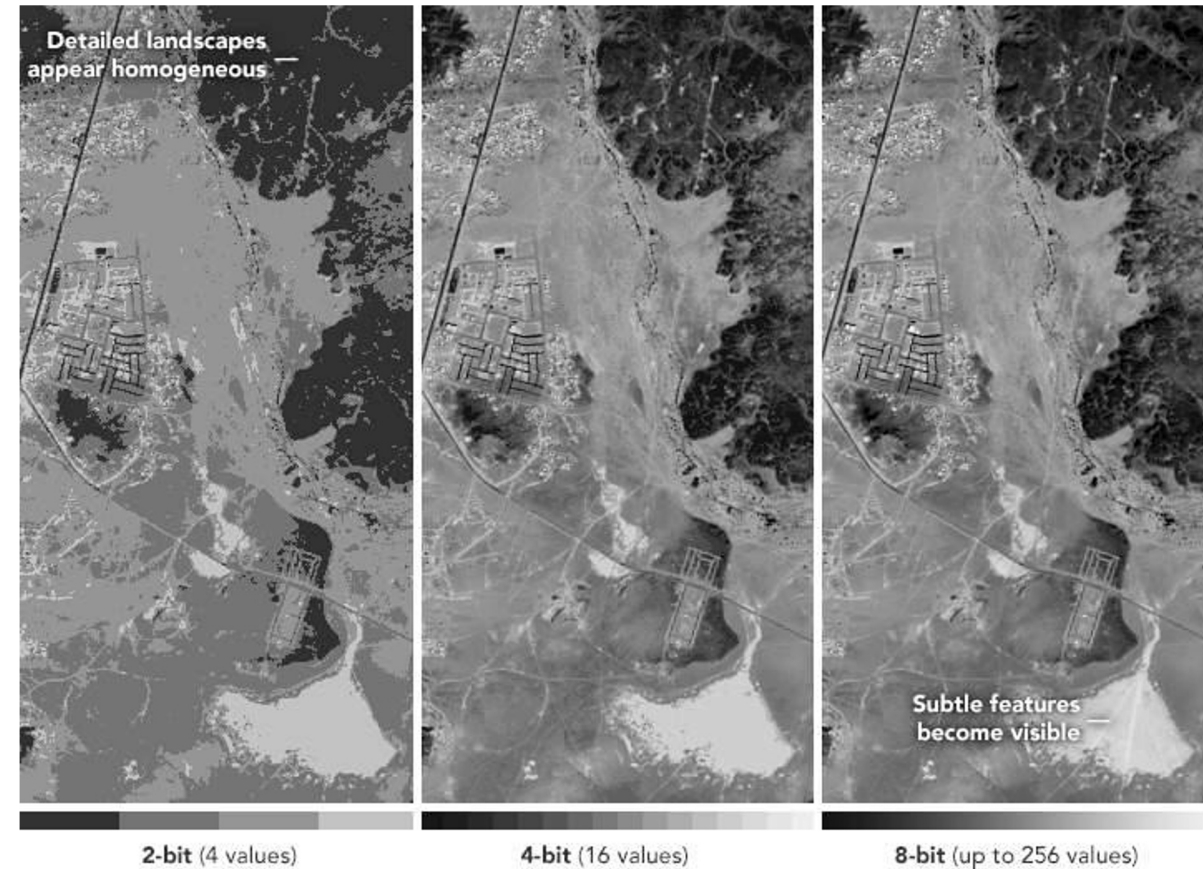 Detailed landscapes
appear homogeneous
Subtle features
become visible
2-bit (4 values)
4-bit (16 values)
8-bit (up to 256 values)